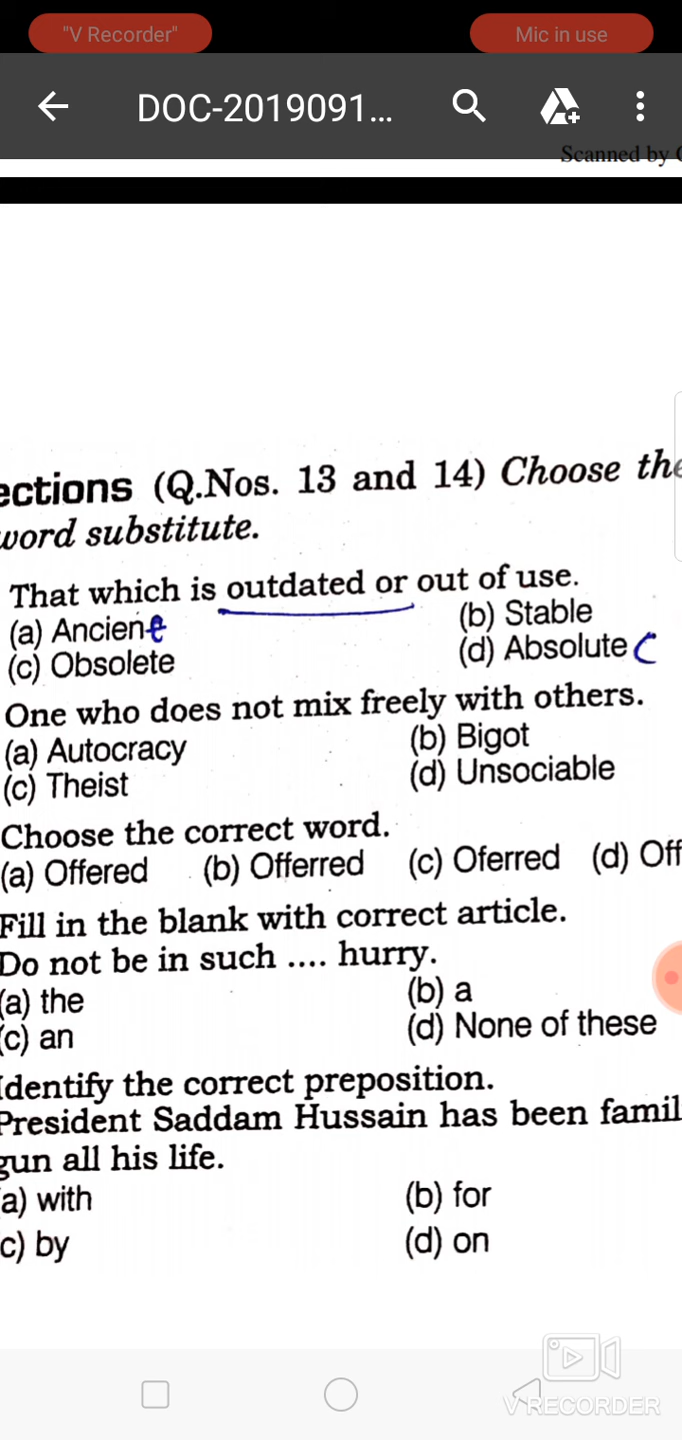 "V Recorder" Mic in use
DOC-2019091...
Scanned by
ections (Q.Nos. 13 and 14) Choose the
word substitute.
That which is outdated or out of use.
(a) Ancient (b) Stable
(c) Obsolete (d) Absolute C
One who does not mix freely with others.
(a) Autocracy (b) Bigot
(c) Theist (d) Unsociable
Choose the correct word.
(a) Offered (b) Offerred (c) Oferred (d) Off
Fill in the blank with correct article.
Do not be in such .... hurry.
(a) the (b) a
(c) an (d) None of these
Identify the correct preposition.
President Saddam Hussain has been famil
gun all his life.
a) with (b) for
c) by (d) on
V RECORDER